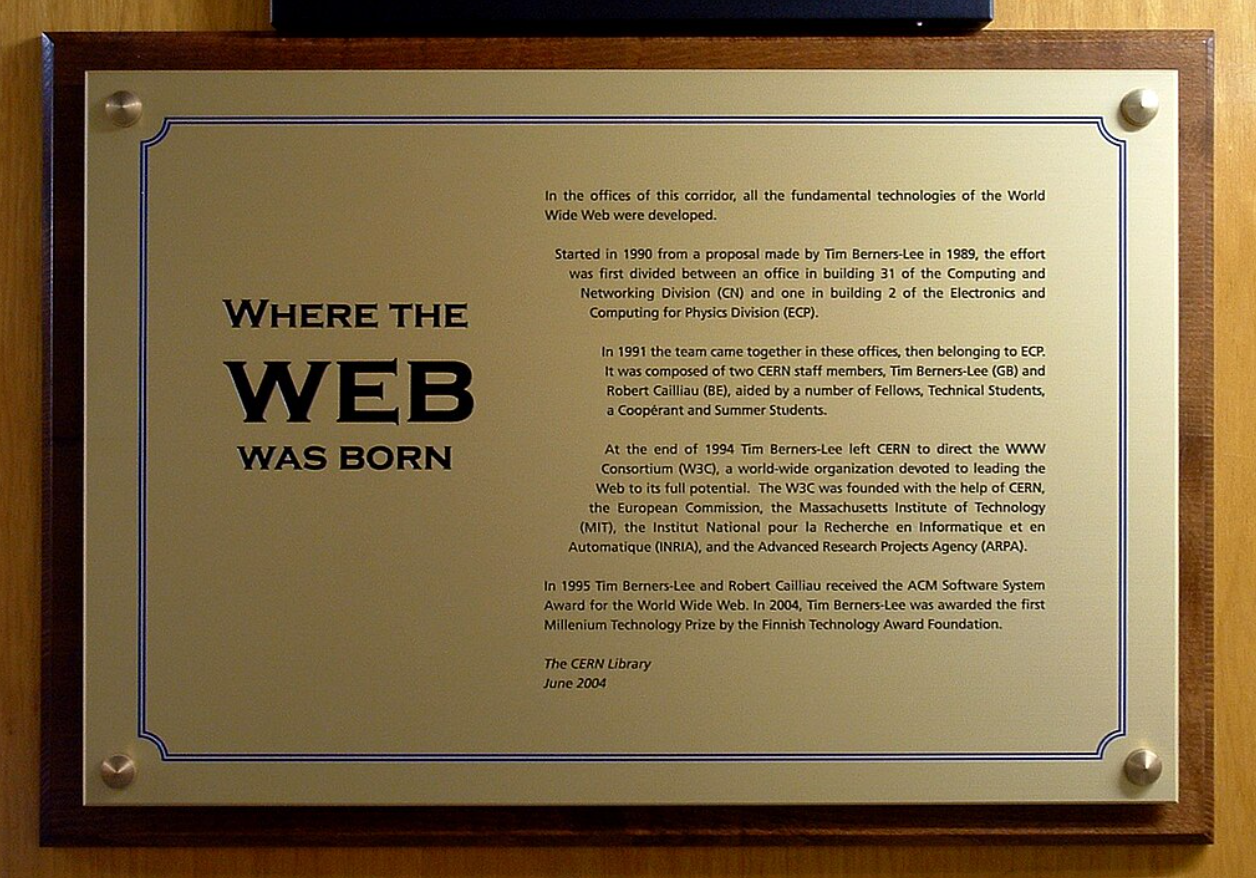 WHERE THE
WEB
WAS BORN
In the offices of this corridor, all the fundamental technologies of the World
Wide Web were developed.
Started in 1990 from a proposal made by Tim Berners-Lee in 1989, the effort
was first divided between an office in building 31 of the Computing and
Networking Division (CN) and one in building 2 of the Electronics and
Computing for Physics Division (ECP).
In 1991 the team came together in these offices, then belonging to ECP.
It was composed of two CERN staff members, Tim Berners-Lee (GB) and
Robert Cailliau (BE), aided by a number of Fellows, Technical Students,
a Coopérant and Summer Students.
At the end of 1994 Tim Berners-Lee left CERN to direct the WWW
Consortium (W3C), a world-wide organization devoted to leading the
Web to its full potential. The W3C was founded with the help of CERN,
the European Commission, the Massachusetts Institute of Technology
(MIT), the Institut National pour la Recherche en Informatique et en
Automatique (INRIA), and the Advanced Research Projects Agency (ARPA).
In 1995 Tim Berners-Lee and Robert Cailliau received the ACM Software System
Award for the World Wide Web. In 2004, Tim Berners-Lee was awarded the first
Millenium Technology Prize by the Finnish Technology Award Foundation.
The CERN Library
June 2004